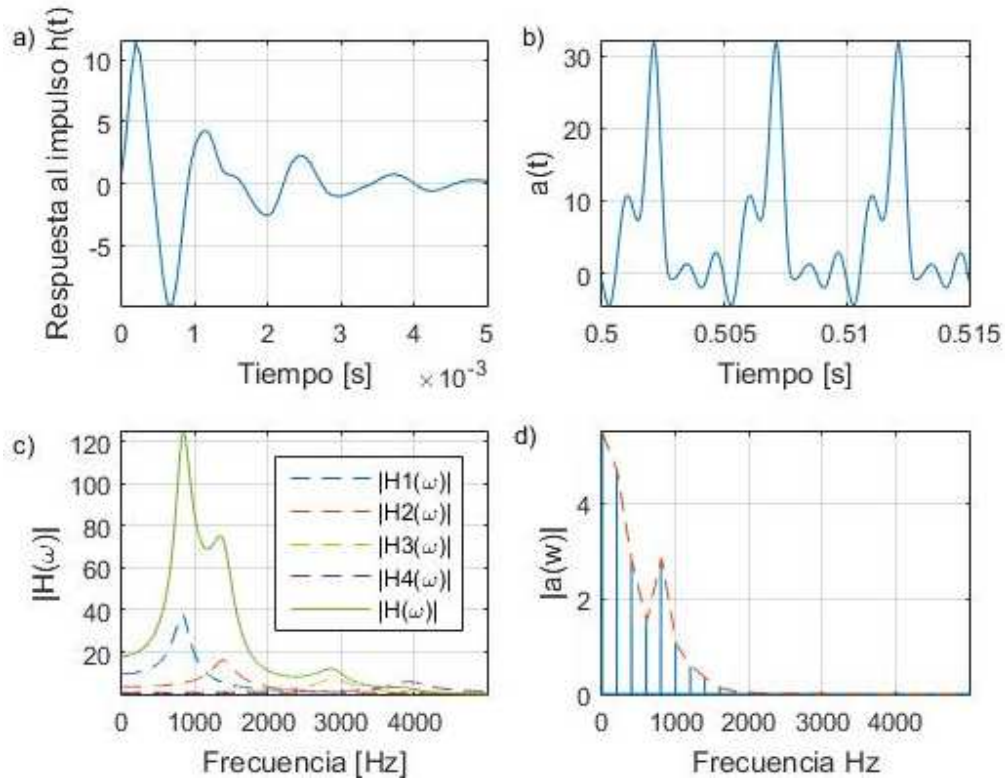 a)
Respuesta al impulso h(t)
10
5
0
-5
0 1 2 3 4 5
Tiempo [s] × 10⁻³
b)
a(t)
30
20
10
0
0.5 0.505 0.51 0.515
Tiempo [s]
c)
|H(ω)|
120
100
80
60
40
20
|H1(ω)|
|H2(ω)|
|H3(ω)|
|H4(ω)|
|H(ω)|
0 1000 2000 3000 4000
Frecuencia [Hz]
d)
|a(w)|
4
2
0
0 1000 2000 3000 4000
Frecuencia Hz